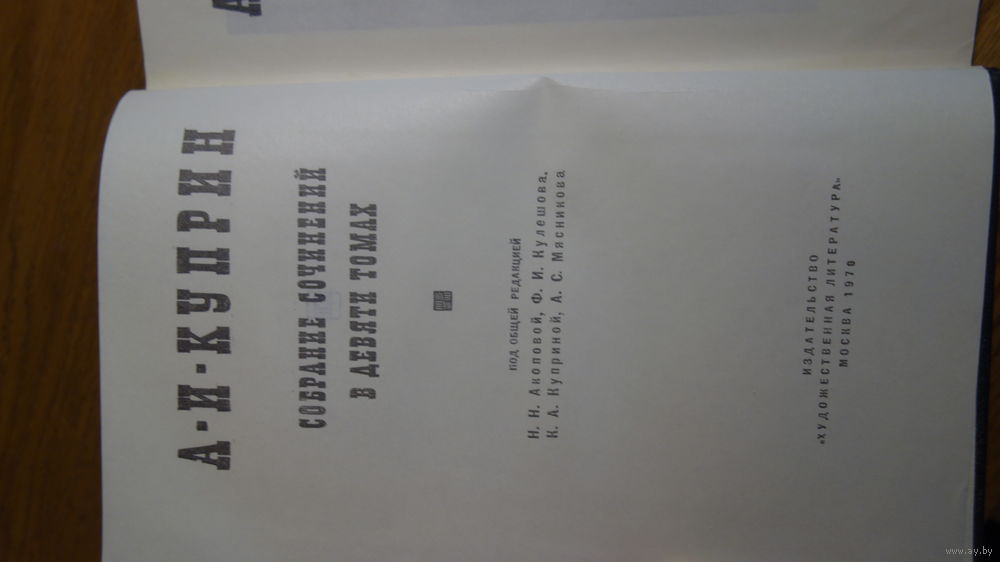 А·И·КУПРИН
СОБРАНИЕ СОЧИНЕНИЙ
В ДЕВЯТИ ТОМАХ
ПОД ОБЩЕЙ РЕДАКЦИЕЙ
Н. Н. Акоповой, Ф. И. Кулешова,
К. А. Куприной, А. С. Мясникова
ИЗДАТЕЛЬСТВО
«ХУДОЖЕСТВЕННАЯ ЛИТЕРАТУРА»
МОСКВА 1970
www.ay.by